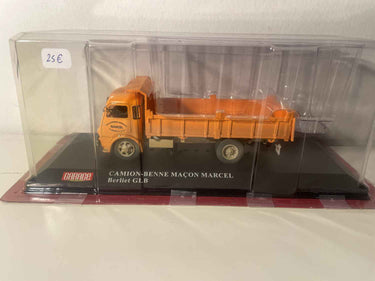 25€
CAMION-BENNE MAÇON MARCEL
Berliet GLB